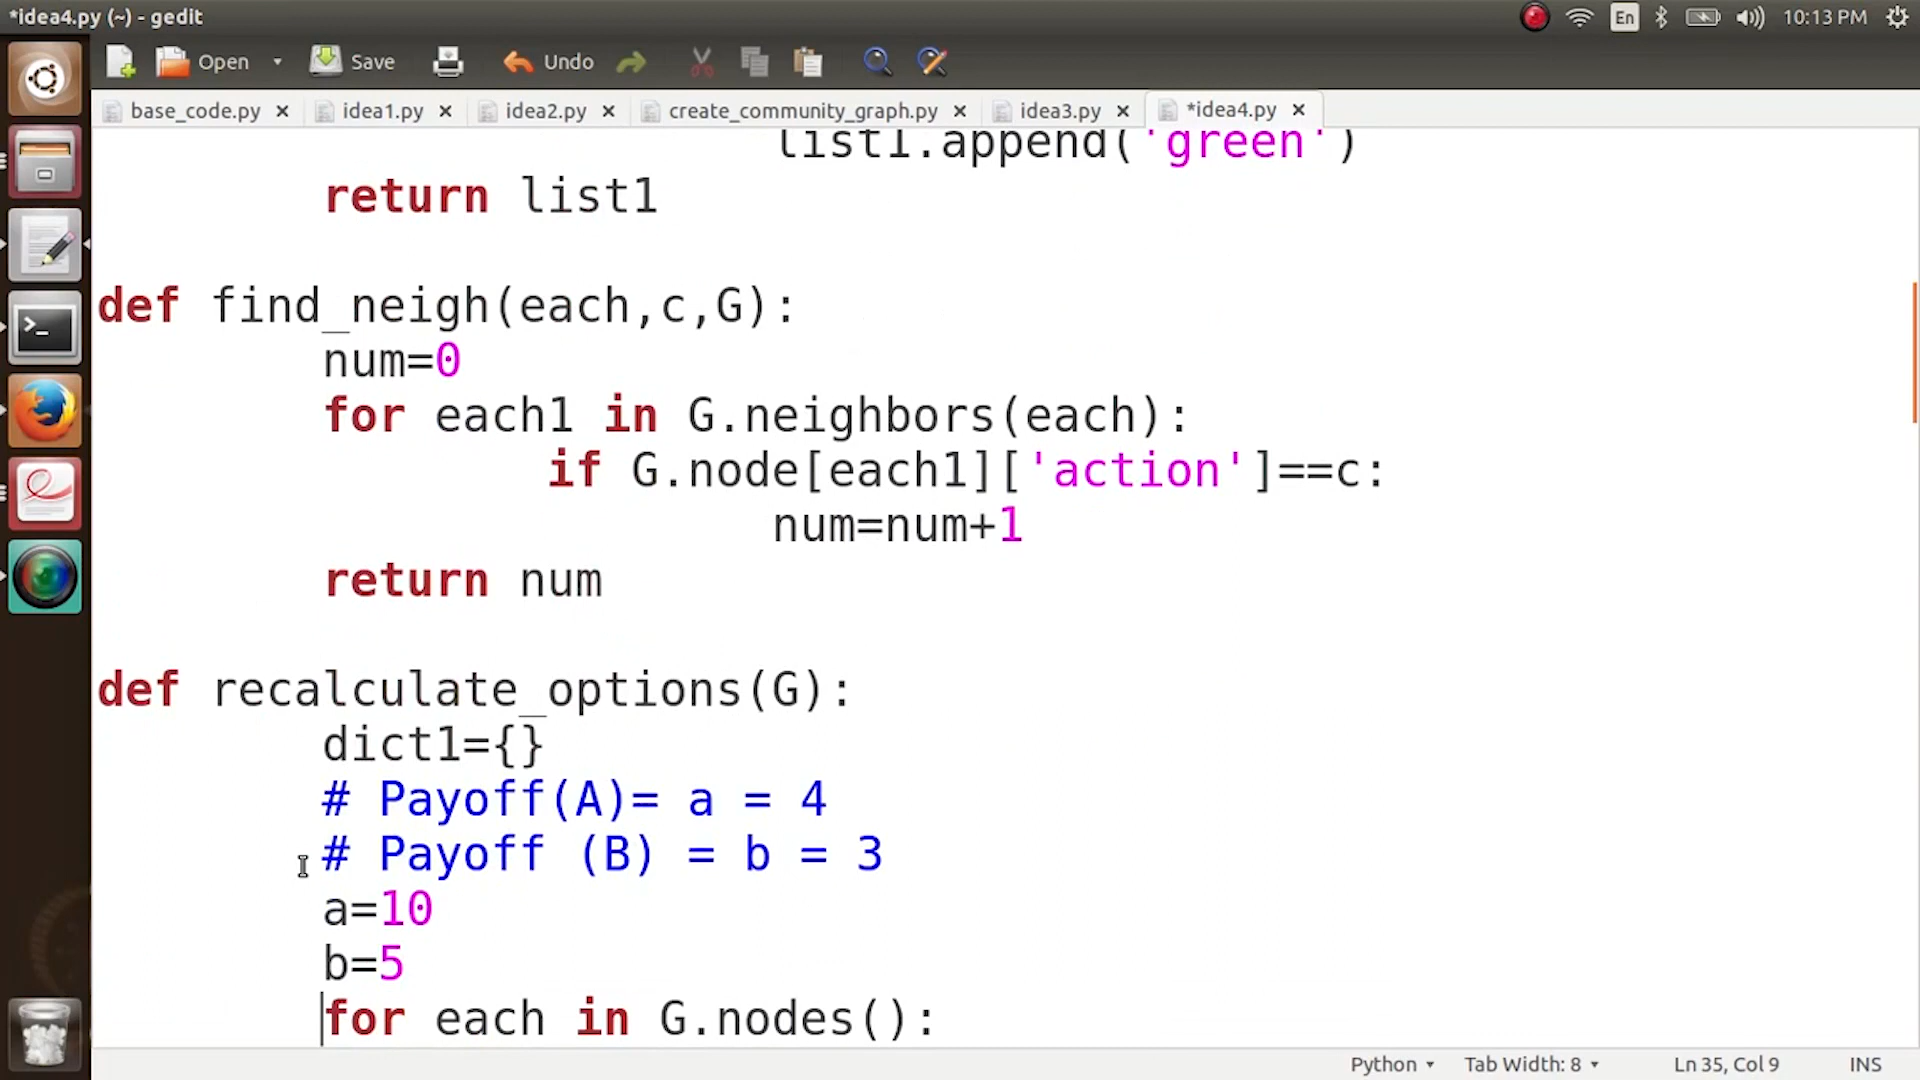 *idea4.py (~) - gedit
En
10:13 PM
Open
Save
Undo
base_code.py
idea1.py
idea2.py
create_community_graph.py
idea3.py
*idea4.py
list1.append('green')
return list1
def find_neigh(each,c,G):
num=0
for each1 in G.neighbors(each):
if G.node[each1]['action']==c:
num=num+1
return num
def recalculate_options(G):
dict1={}
# Payoff(A)= a = 4
# Payoff (B) = b = 3
a=10
b=5
for each in G.nodes():
Python
Tab Width: 8
Ln 35, Col 9
INS